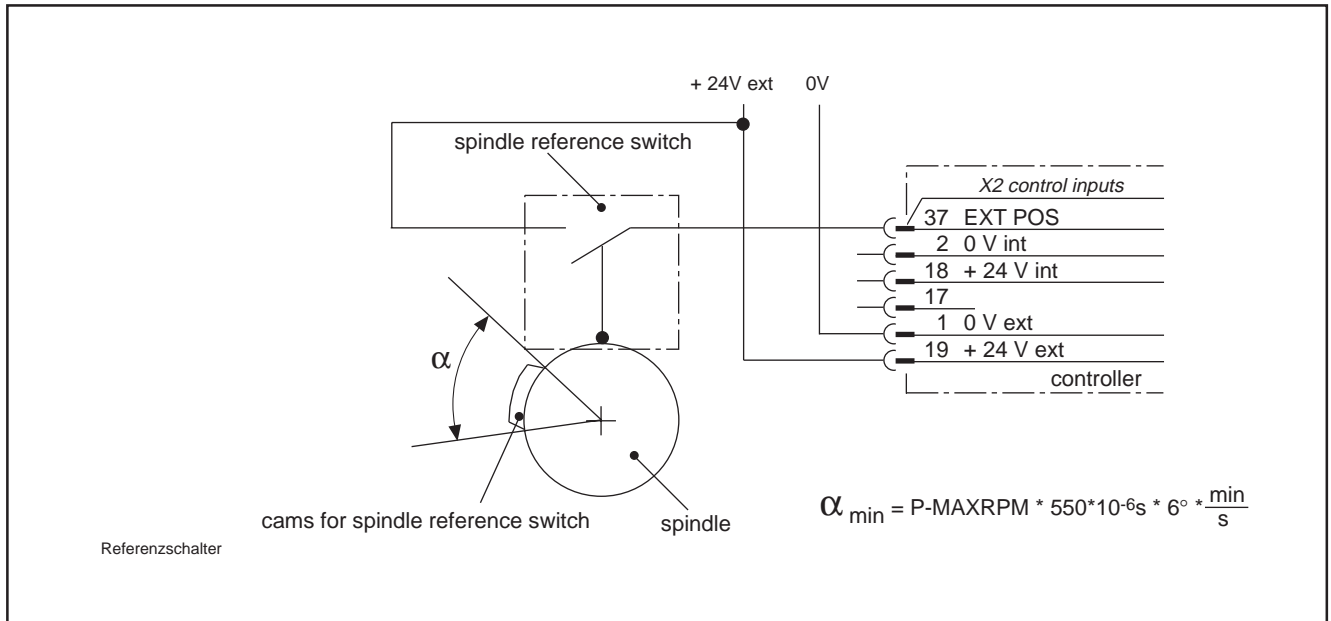 + 24V ext 0V
spindle reference switch
X2 control inputs
37 EXT POS
2 0 V int
18 + 24 V int
17
1 0 V ext
19 + 24 V ext
controller
α
α min = P-MAXRPM * 550*10-6s * 6° * min/s
cams for spindle reference switch
spindle
Referenzschalter